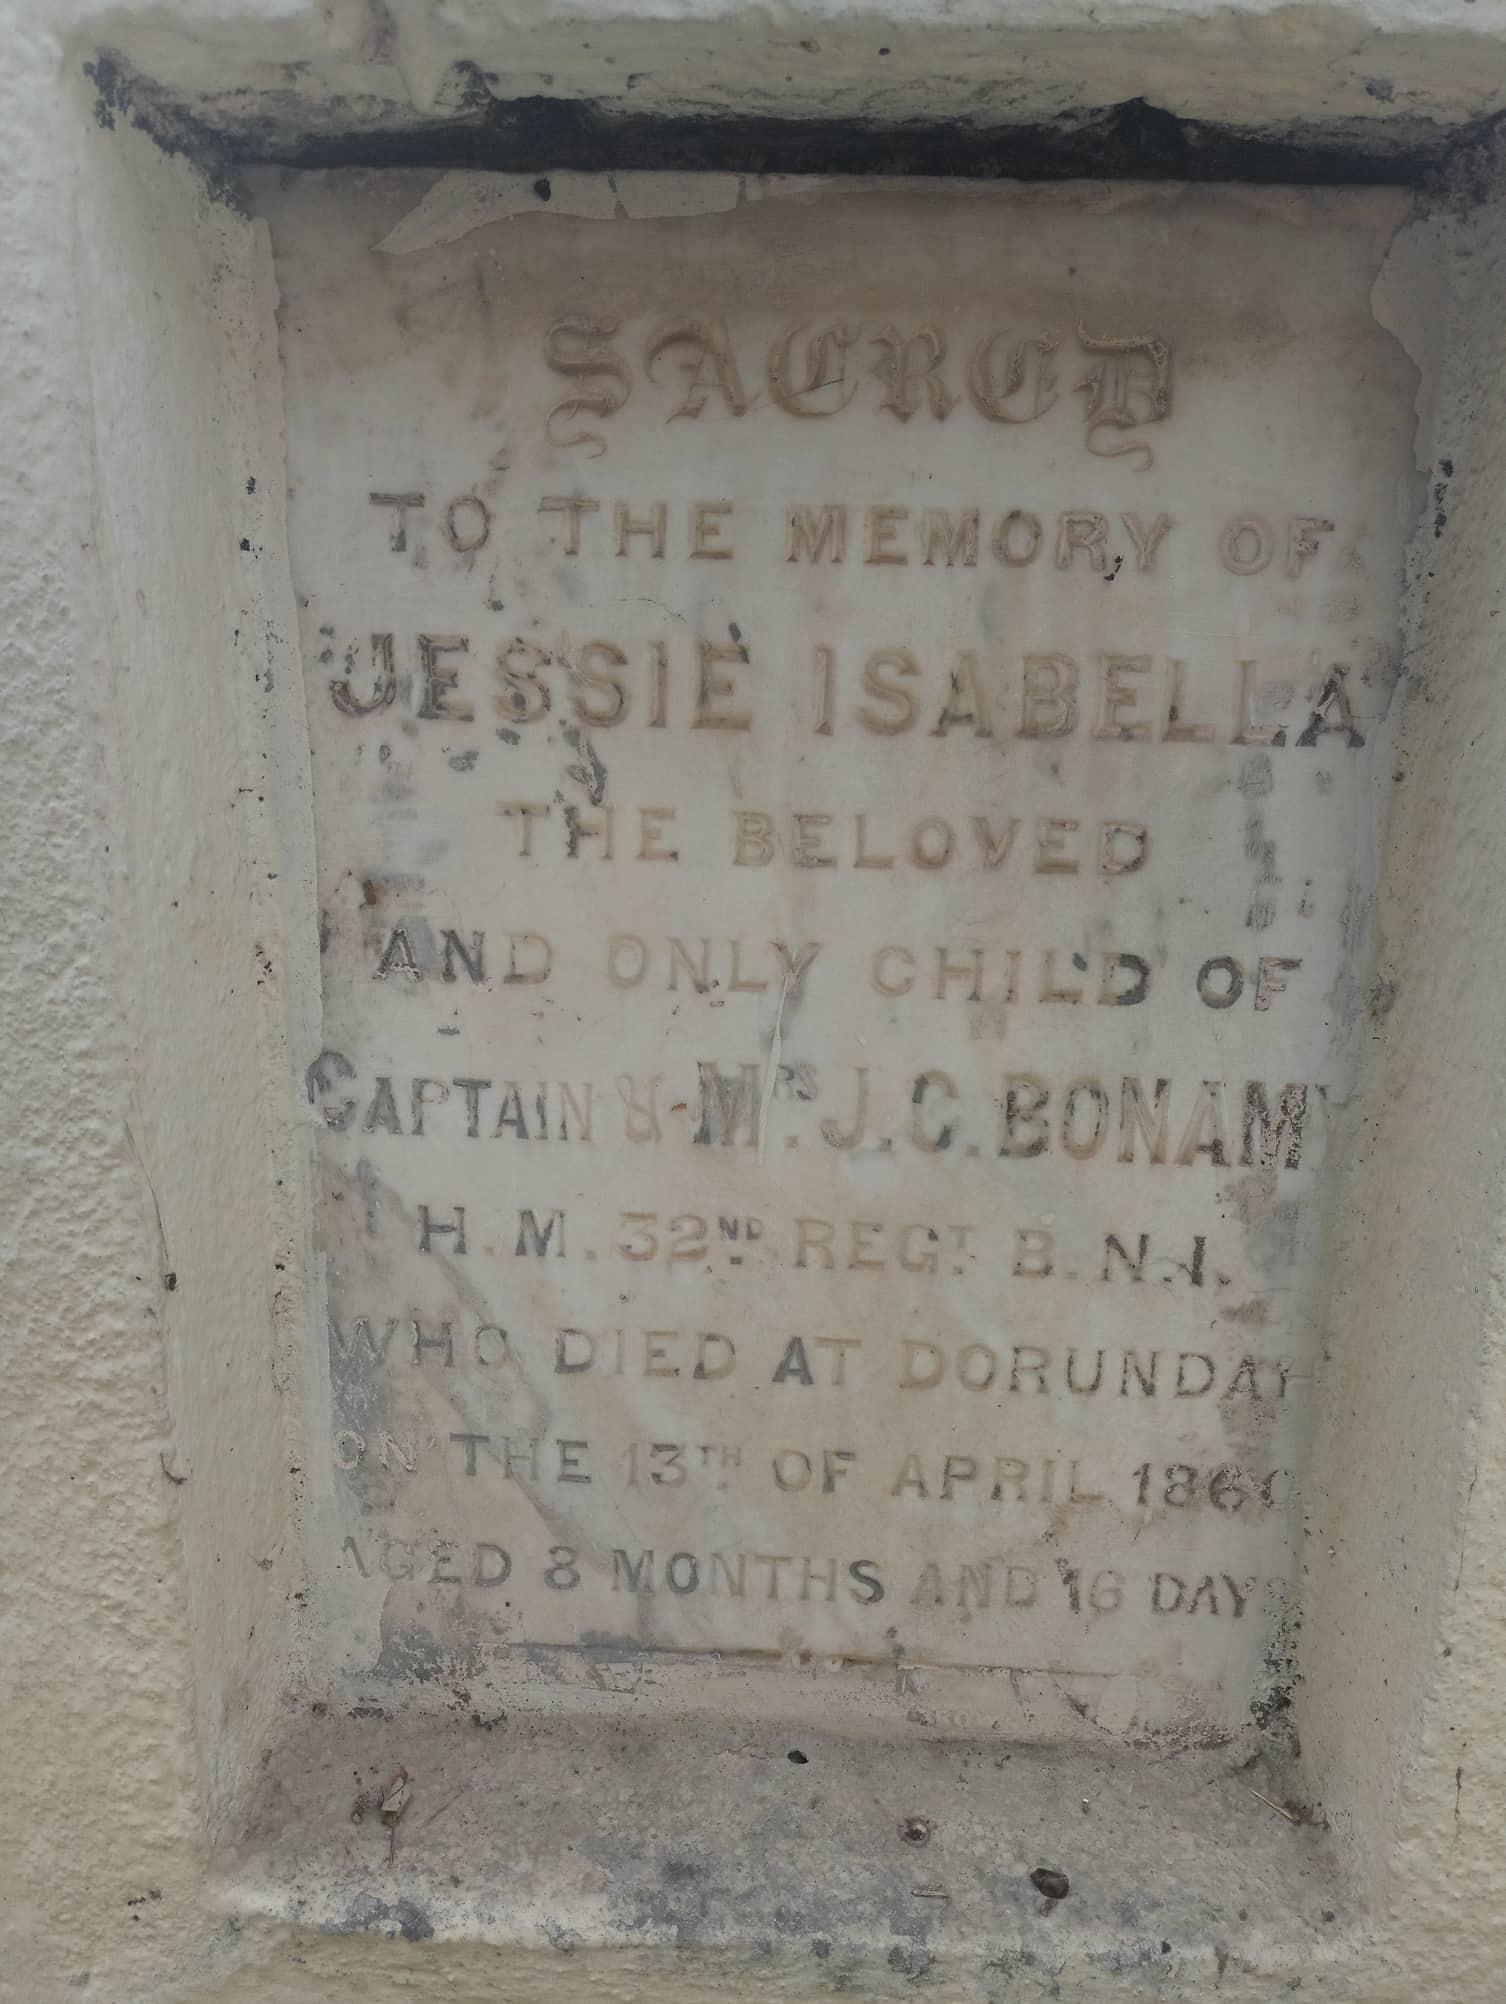 SACRED
TO THE MEMORY OF
JESSIE ISABELLA
THE BELOVED
AND ONLY CHILD OF
CAPTAIN & MRS. J.C. BONAMY
H.M. 32ND REGT. B.N.I.
WHO DIED AT DORUNDAH
ON THE 13TH OF APRIL 1860
AGED 8 MONTHS AND 16 DAYS